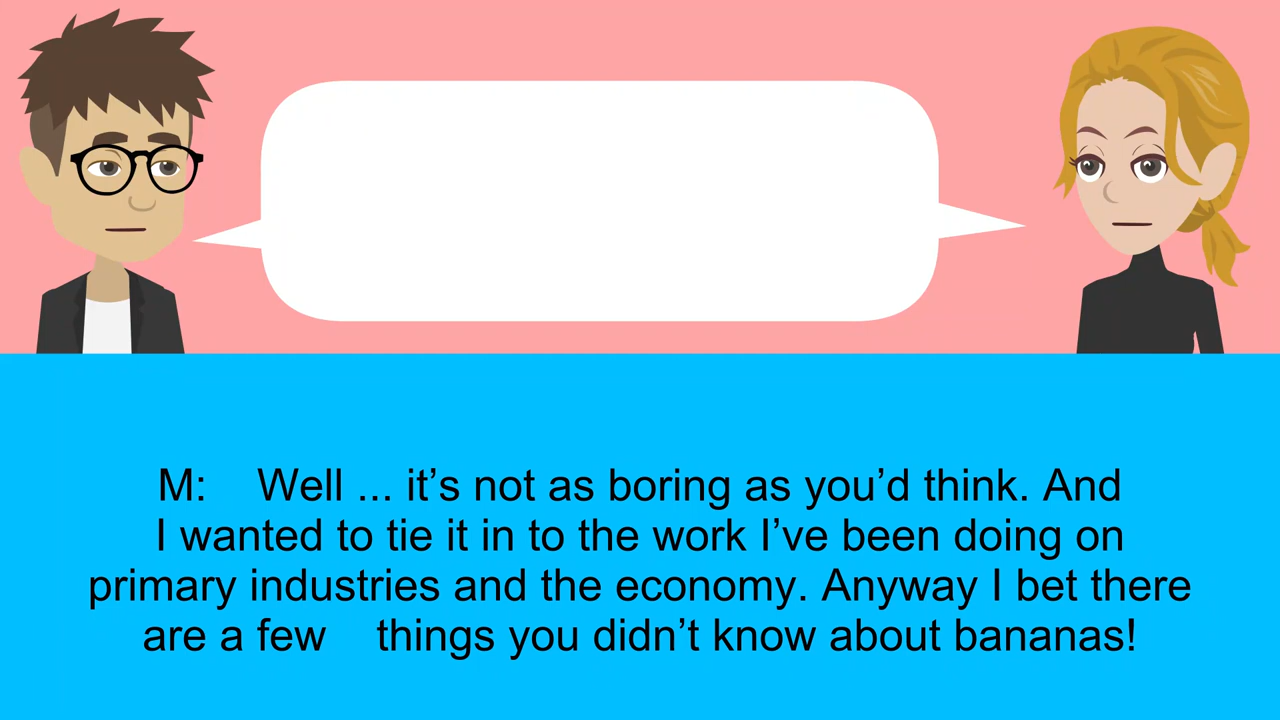 M: Well ... it’s not as boring as you’d think. And
I wanted to tie it in to the work I’ve been doing on
primary industries and the economy. Anyway I bet there
are a few things you didn’t know about bananas!